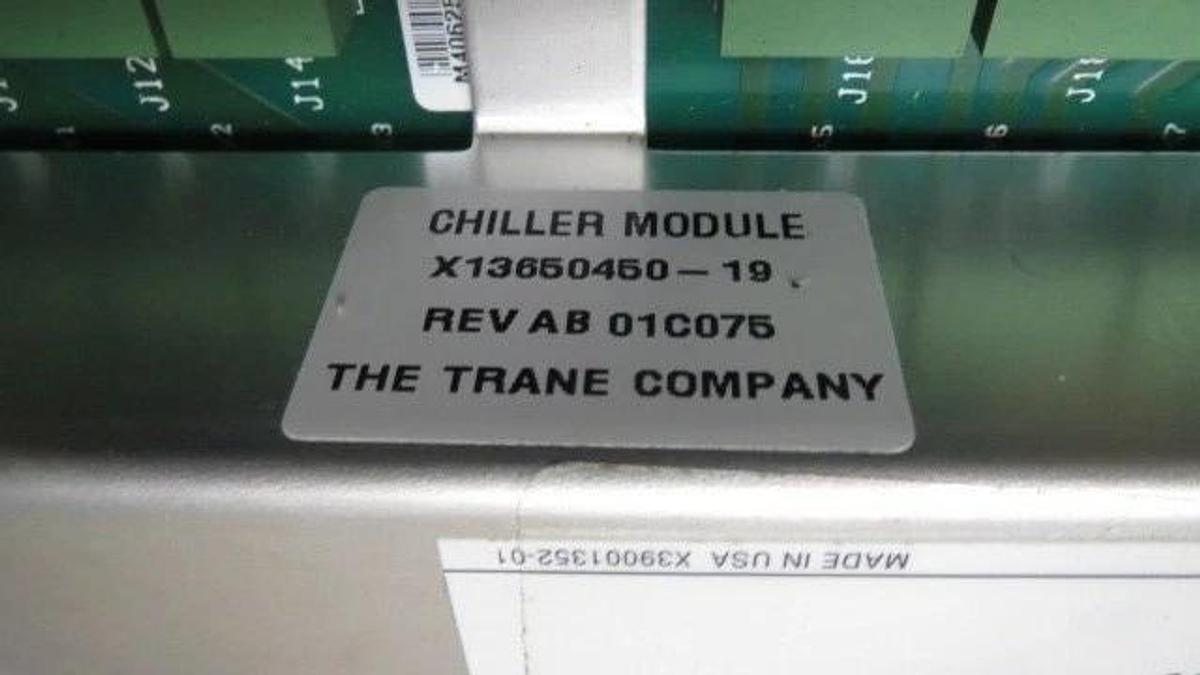 J12
J14
1
2
3
5
6
7
CHILLER MODULE
X13650450-19
REV AB 01C075
THE TRANE COMPANY
MADE IN USA X39001352-01